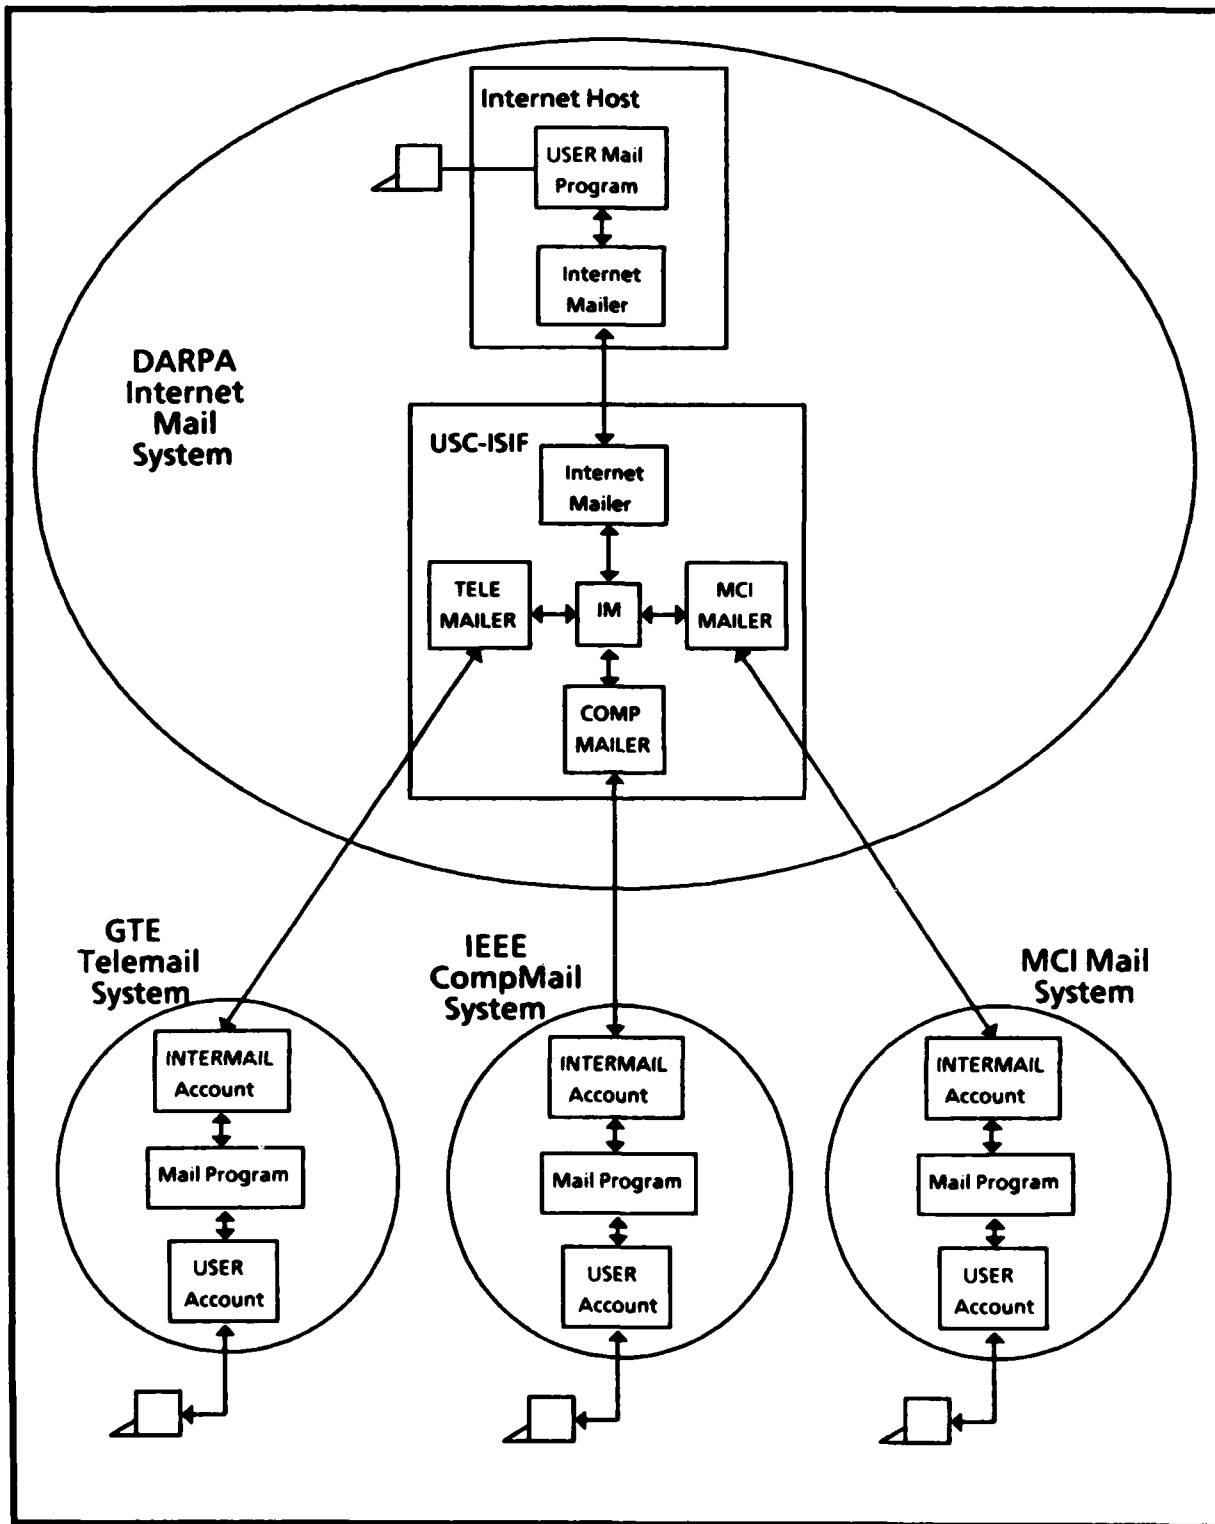 Internet Host
USER Mail
Program
Internet
Mailer
DARPA
Internet
Mail
System
USC-ISIF
Internet
Mailer
TELE
MAILER
IM
MCI
MAILER
COMP
MAILER
GTE
Telemail
System
IEEE
CompMail
System
MCI Mail
System
INTERMAIL
Account
Mail Program
USER
Account
INTERMAIL
Account
Mail Program
USER
Account
INTERMAIL
Account
Mail Program
USER
Account